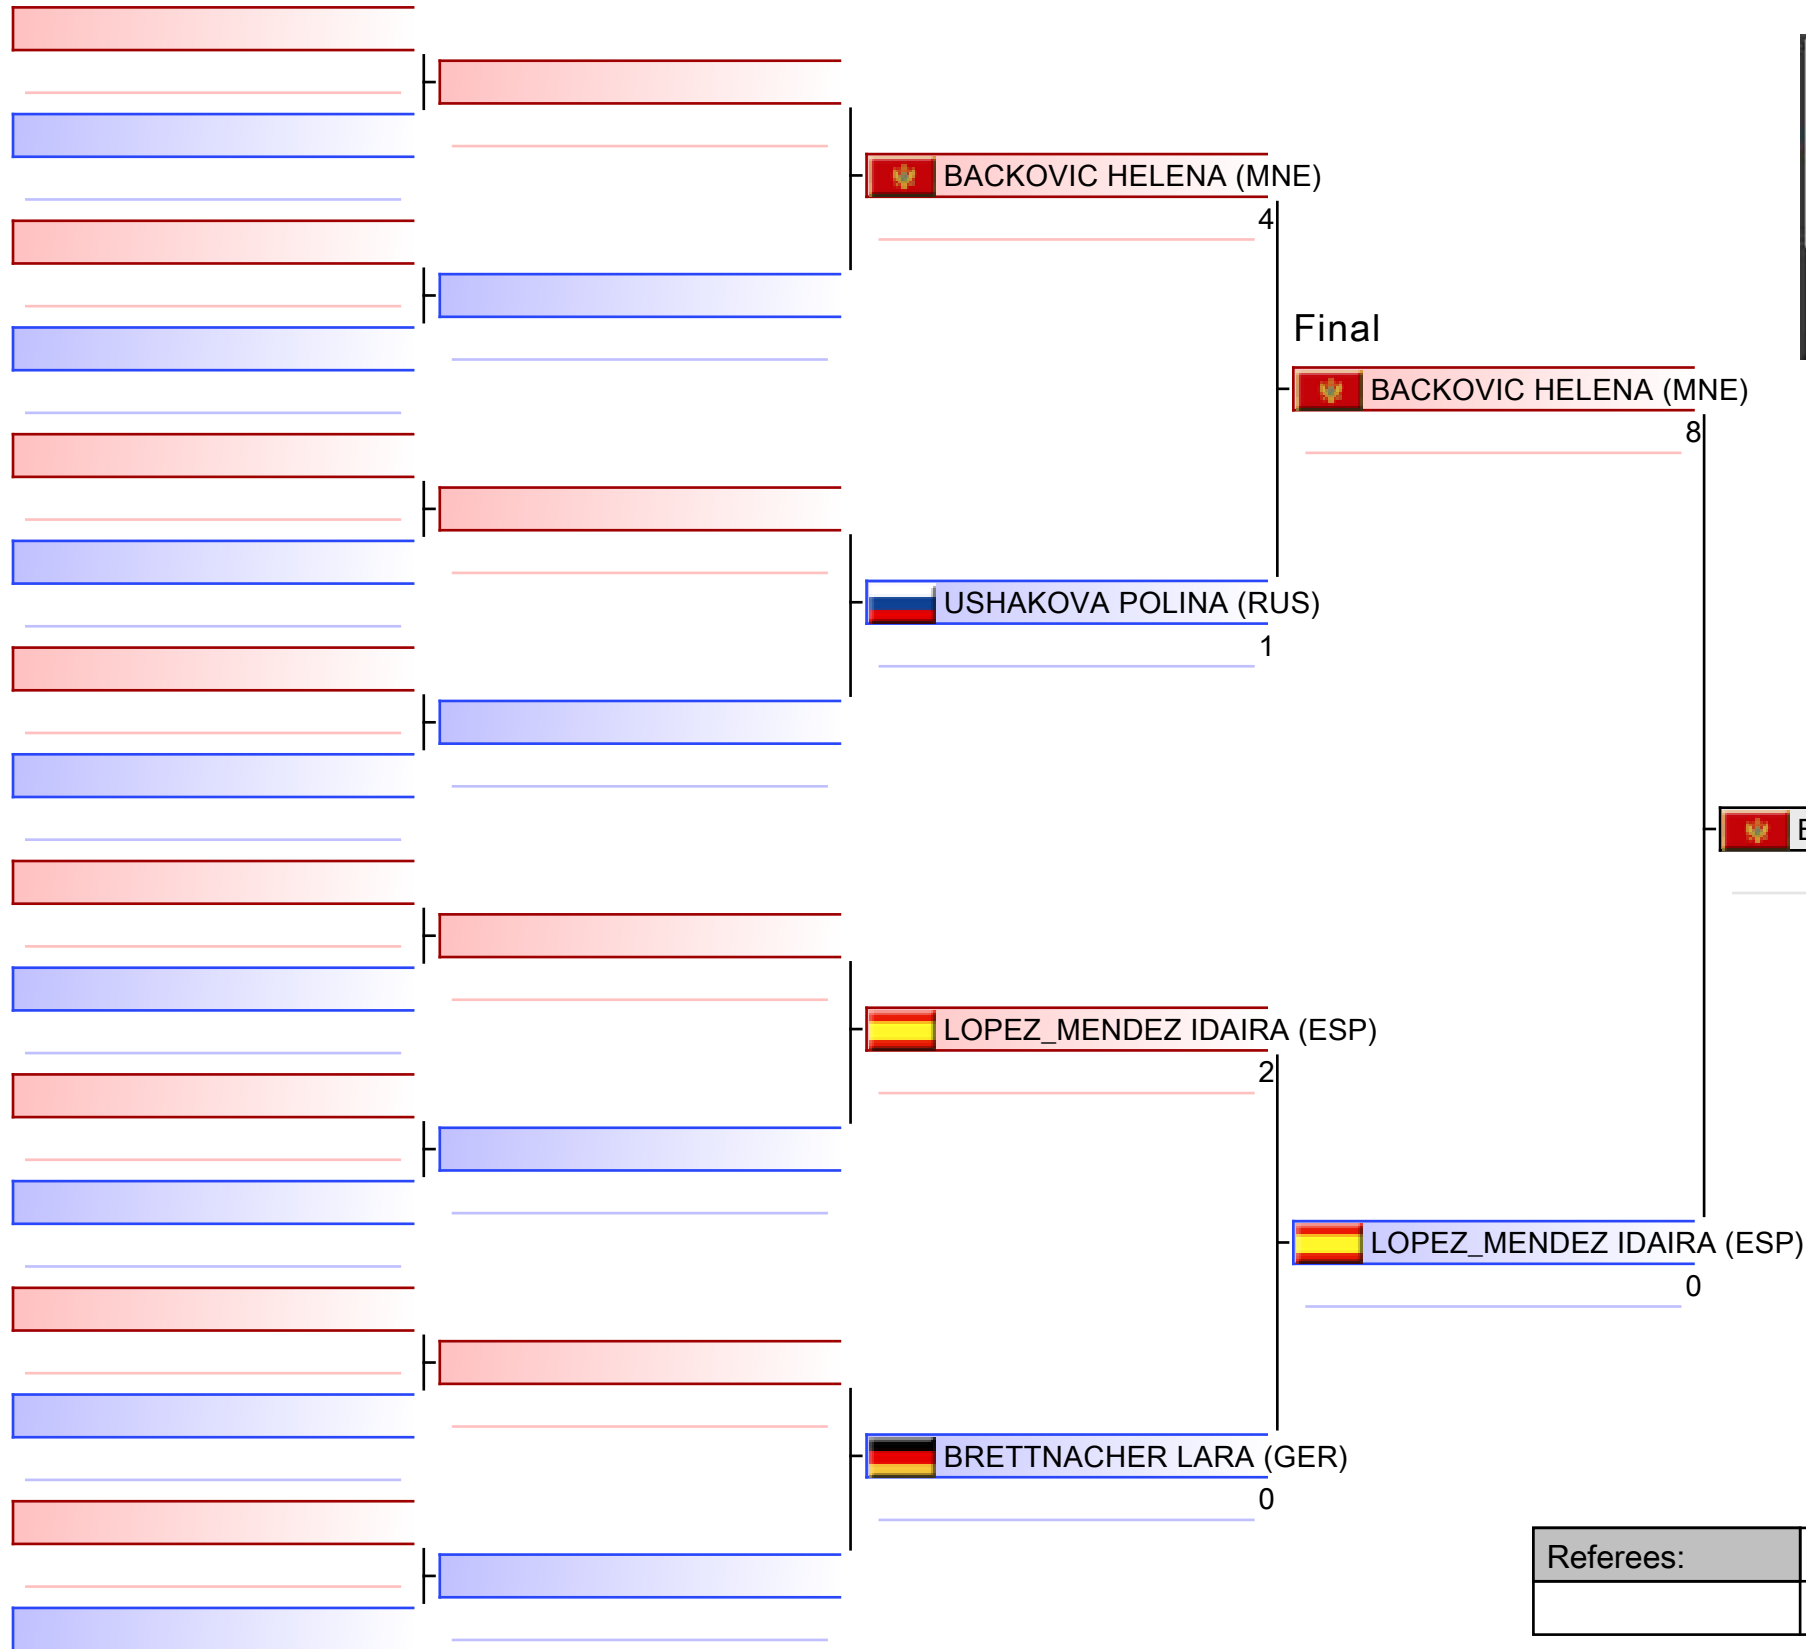 BACKOVIC HELENA (MNE)
4
Final
BACKOVIC HELENA (MNE)
8
USHAKOVA POLINA (RUS)
1
LOPEZ_MENDEZ IDAIRA (ESP)
2
LOPEZ_MENDEZ IDAIRA (ESP)
0
BRETTNACHER LARA (GER)
0
Referees: